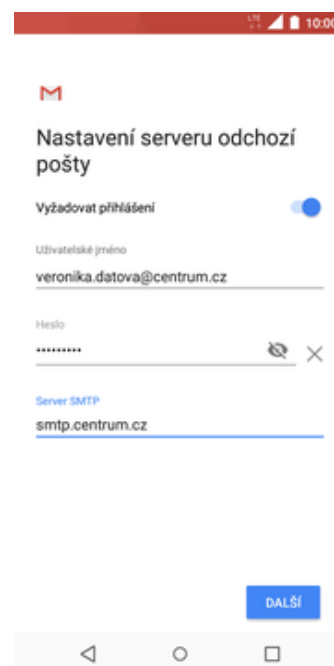 LTE 10:00
Nastavení serveru odchozí
pošty
Vyžadovat přihlášení
Uživatelské jméno
veronika.datova@centrum.cz
Heslo
•••••••••
Server SMTP
smtp.centrum.cz
DALŠÍ